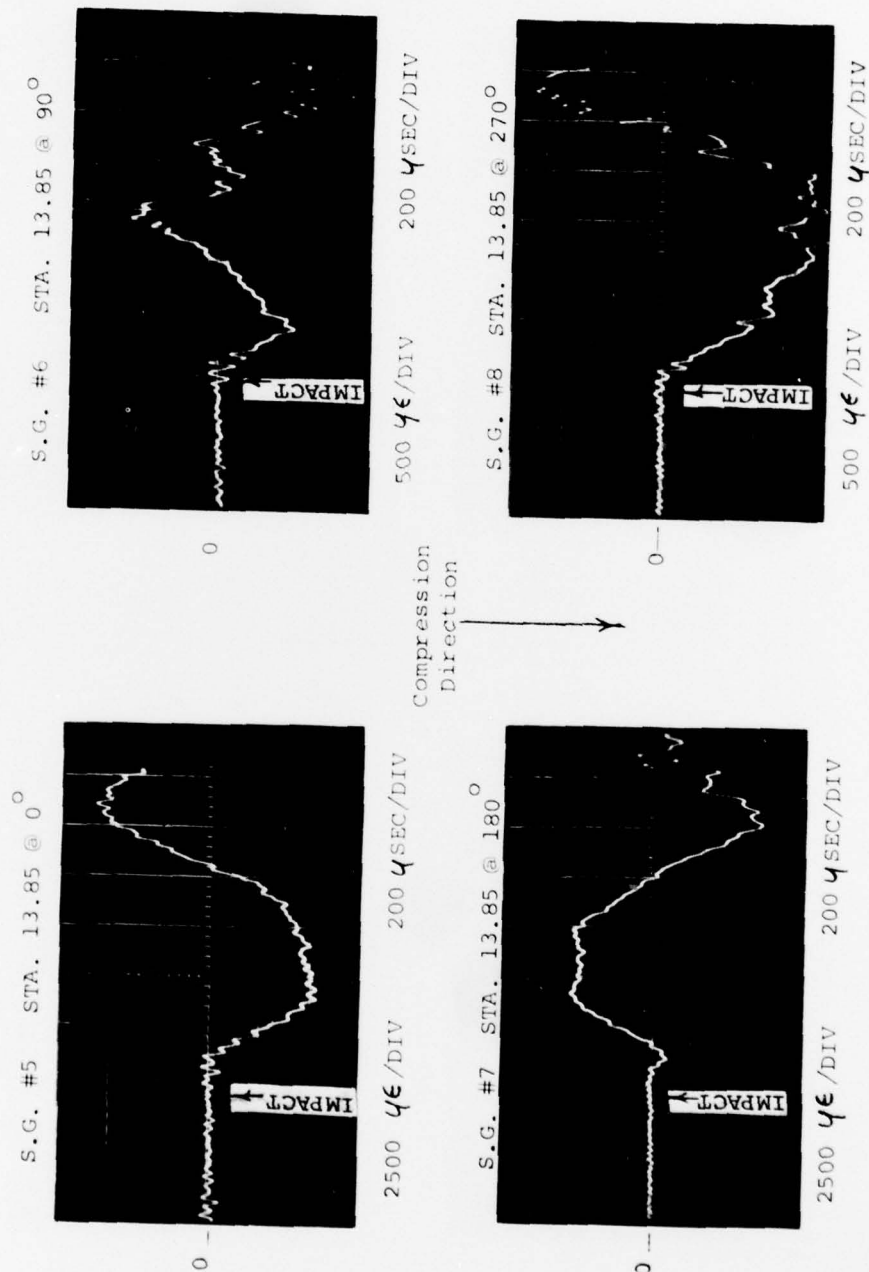 S.G. #5 STA. 13.85 @ 0°
S.G. #6 STA. 13.85 @ 90°
0
IMPACT
0
IMPACT
2500 με/DIV 200 μSEC/DIV
500 με/DIV 200 μSEC/DIV
Compression
Direction
S.G. #7 STA. 13.85 @ 180°
S.G. #8 STA. 13.85 @ 270°
0
IMPACT
0
IMPACT
2500 με/DIV 200 μSEC/DIV
500 με/DIV 200 μSEC/DIV